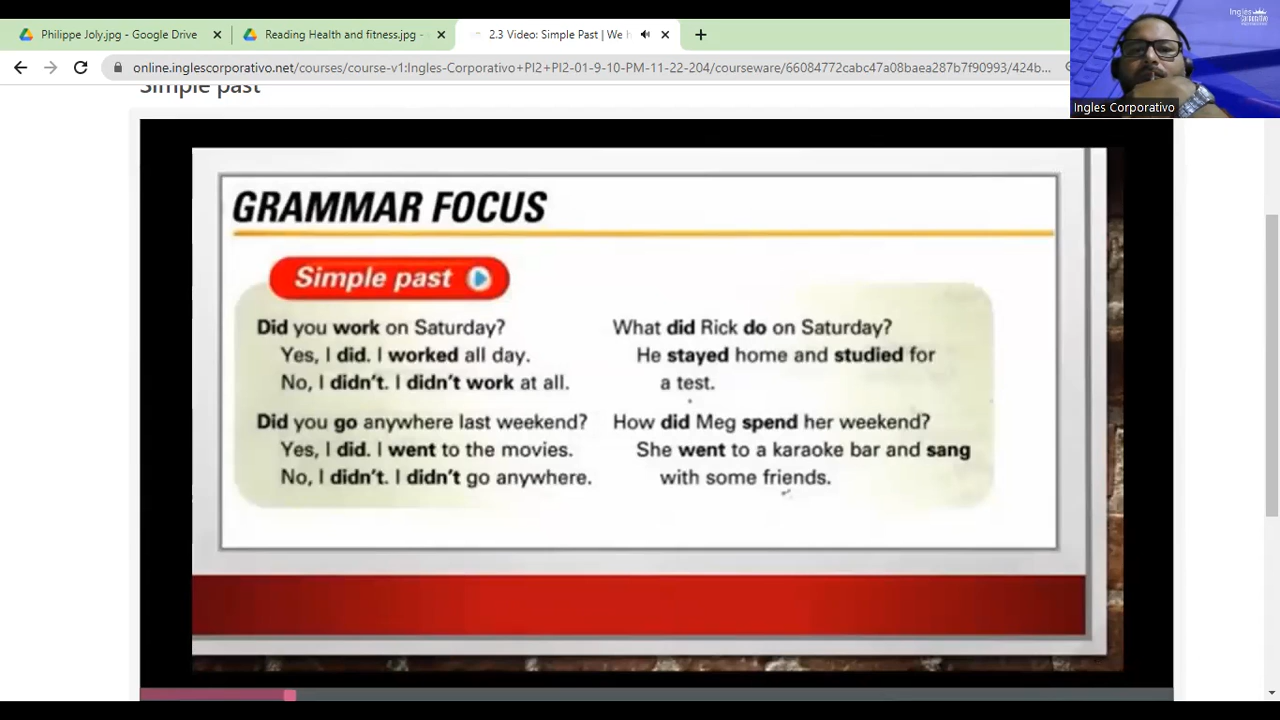 Philippe Joly.jpg - Google Drive
Reading Health and fitness.jpg -
2.3 Video: Simple Past | We h
online.inglescorporativo.net/courses/course-v1:Ingles-Corporativo+PI2+PI2-01-9-10-PM-11-22-204/courseware/66084772cabc47a08baea287b7f90993/424b...
Ingles
Ingles Corporativo
Simple past
GRAMMAR FOCUS
Simple past
Did you work on Saturday?
Yes, I did. I worked all day.
No, I didn't. I didn't work at all.
Did you go anywhere last weekend?
Yes, I did. I went to the movies.
No, I didn't. I didn't go anywhere.
What did Rick do on Saturday?
He stayed home and studied for
a test.
How did Meg spend her weekend?
She went to a karaoke bar and sang
with some friends.